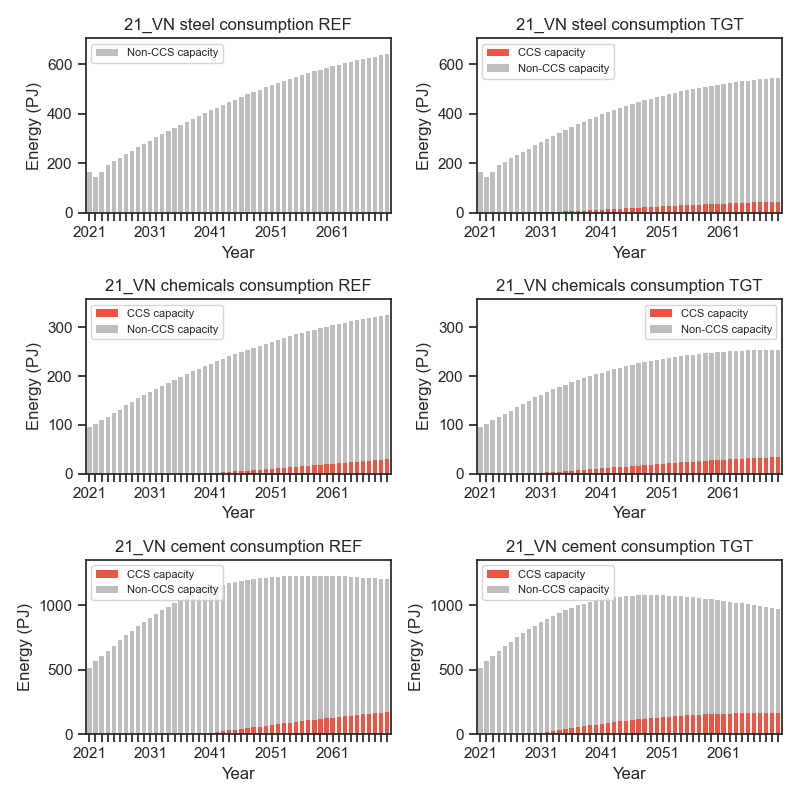 21_VN steel consumption REF
Energy (PJ)
600
400
200
0
Non-CCS capacity
2021 2031 2041 2051 2061
Year
21_VN steel consumption TGT
Energy (PJ)
600
400
200
0
CCS capacity
Non-CCS capacity
2021 2031 2041 2051 2061
Year
21_VN chemicals consumption REF
Energy (PJ)
300
200
100
0
CCS capacity
Non-CCS capacity
2021 2031 2041 2051 2061
Year
21_VN chemicals consumption TGT
Energy (PJ)
300
200
100
0
CCS capacity
Non-CCS capacity
2021 2031 2041 2051 2061
Year
21_VN cement consumption REF
Energy (PJ)
1000
500
0
CCS capacity
Non-CCS capacity
2021 2031 2041 2051 2061
Year
21_VN cement consumption TGT
Energy (PJ)
1000
500
0
CCS capacity
Non-CCS capacity
2021 2031 2041 2051 2061
Year